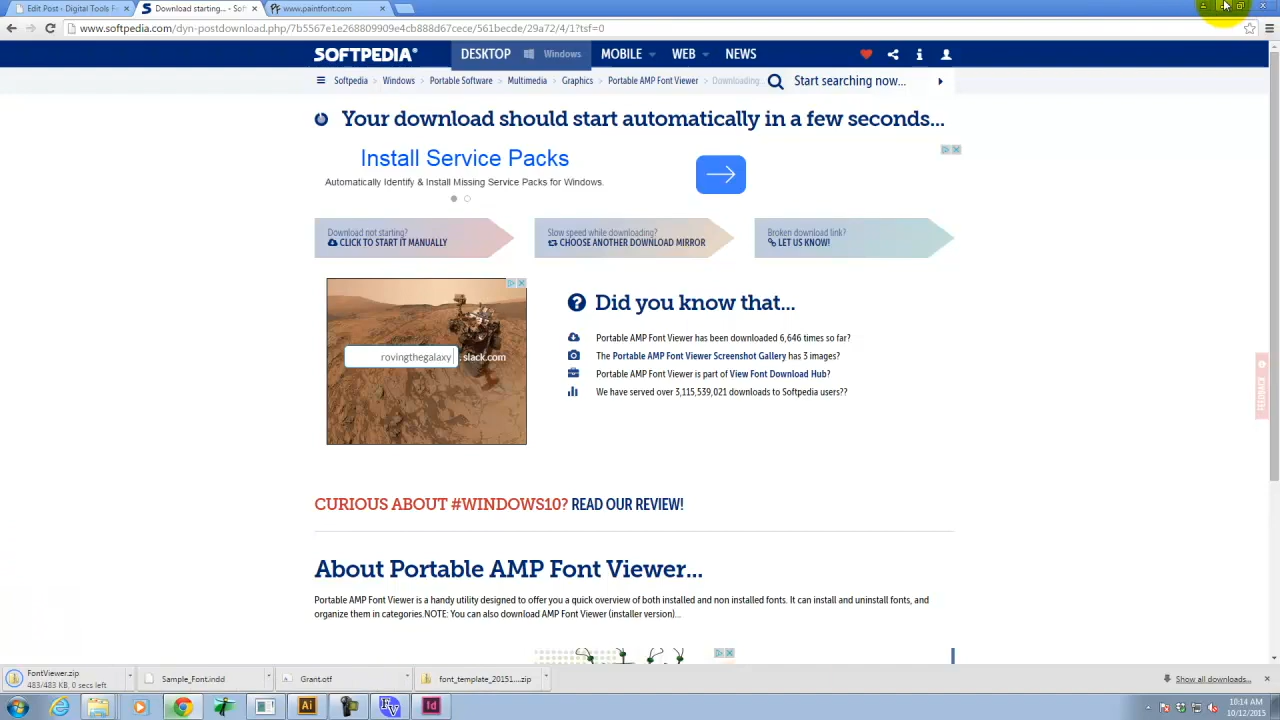 Edit Post - Digital Tools F
Download starting... - Sof
www.paintfont.com
www.softpedia.com/dyn-postdownload.php/7b5567e1e268809909e4cb888d67cece/561becde/29a72/4/1?tsf=0
SOFTPEDIA®
DESKTOP
Windows
MOBILE
WEB
NEWS
Softpedia > Windows > Portable Software > Multimedia > Graphics > Portable AMP Font Viewer > Downloading...
Start searching now...
Your download should start automatically in a few seconds...
Install Service Packs
Automatically Identify & Install Missing Service Packs for Windows.
Download not starting?
CLICK TO START IT MANUALLY
Slow speed while downloading?
CHOOSE ANOTHER DOWNLOAD MIRROR
Broken download link?
LET US KNOW!
rovingthegalaxy .slack.com
Did you know that...
Portable AMP Font Viewer has been downloaded 6,646 times so far?
The Portable AMP Font Viewer Screenshot Gallery has 3 images?
Portable AMP Font Viewer is part of View Font Download Hub?
We have served over 3,115,539,021 downloads to Softpedia users??
FEEDBACK
CURIOUS ABOUT #WINDOWS10? READ OUR REVIEW!
About Portable AMP Font Viewer...
Portable AMP Font Viewer is a handy utility designed to offer you a quick overview of both installed and non installed fonts. It can install and uninstall fonts, and
organize them in categories.NOTE: You can also download AMP Font Viewer (installer version)...
FontViewer.zip
483/483 KB, 0 secs left
Sample_Font.indd
Grant.otf
font_template_20151....zip
Show all downloads...
Ai
Id
10:14 AM
10/12/2015